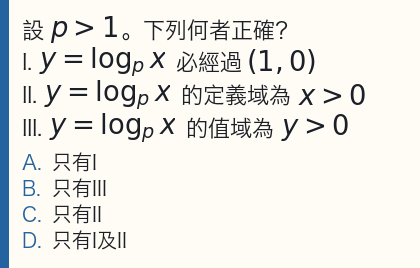 設 p > 1。下列何者正確?
I. y = log_p x 必經過 (1, 0)
II. y = log_p x 的定義域為 x > 0
III. y = log_p x 的值域為 y > 0
A. 只有I
B. 只有III
C. 只有II
D. 只有I及II